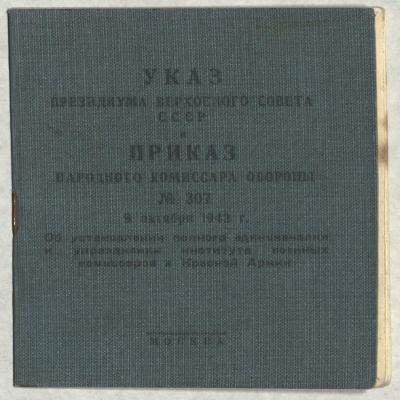 УКАЗ
ПРЕЗИДИУМА ВЕРХОВНОГО СОВЕТА
СССР
и
ПРИКАЗ
НАРОДНОГО КОМИССАРА ОБОРОНЫ
№ 307
9 октября 1942 г.
Об установлении полного единоначалия
и упразднении института военных
комиссаров в Красной Армии
МОСКВА